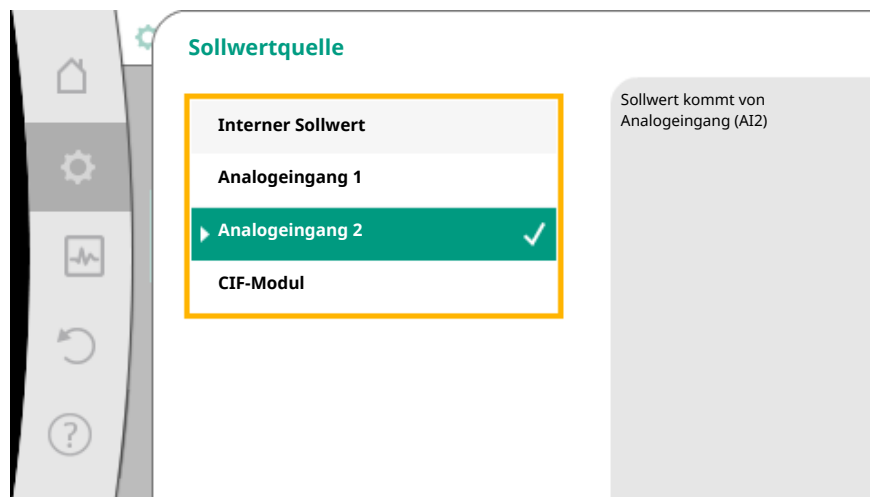 Sollwertquelle
Interner Sollwert
Analogeingang 1
Analogeingang 2
CIF-Modul
Sollwert kommt von
Analogeingang (AI2)
?